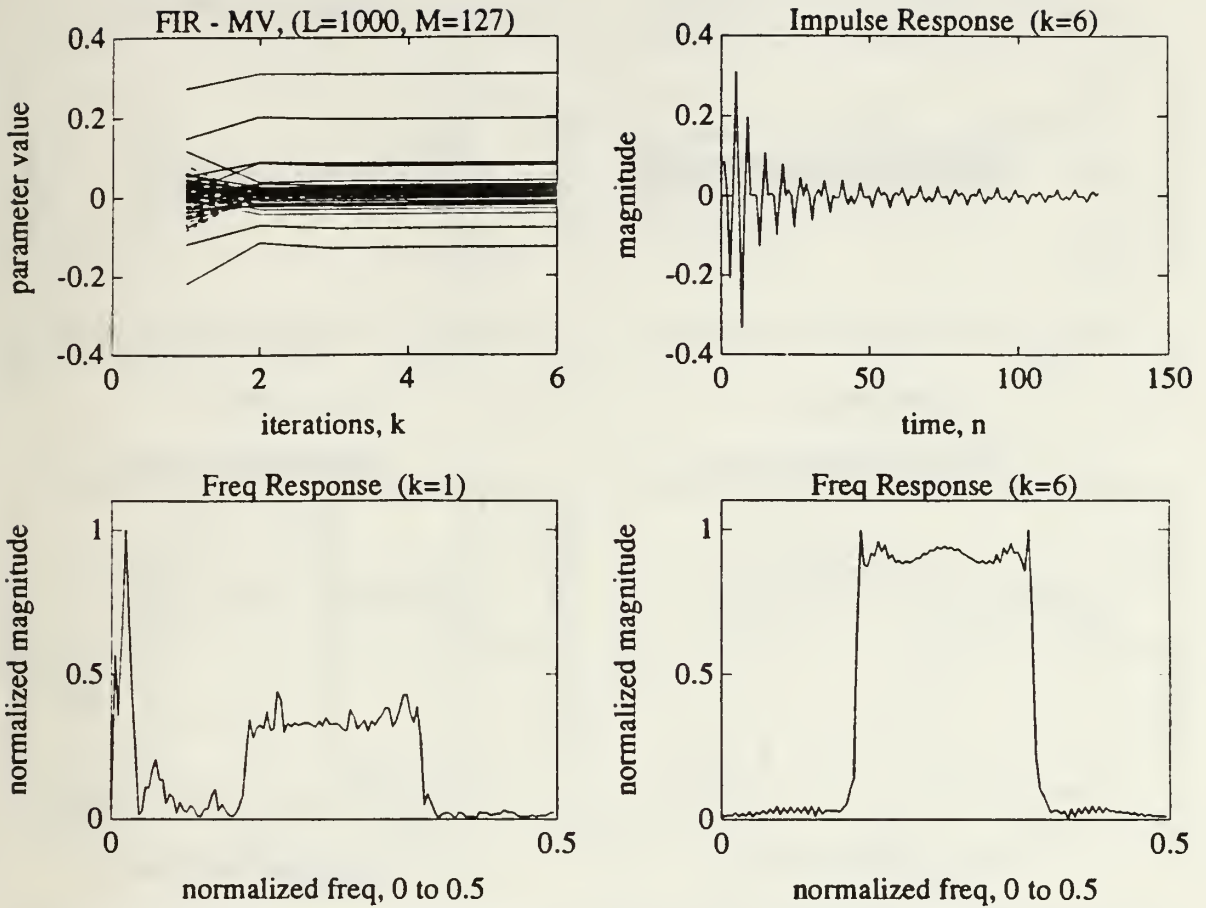 FIR - MV, (L=1000, M=127)
0.4
0.2
0
-0.2
-0.4
parameter value
0
2
4
6
iterations, k
Impulse Response (k=6)
0.4
0.2
0
-0.2
-0.4
magnitude
0
50
100
150
time, n
Freq Response (k=1)
1
0.5
0
normalized magnitude
0
0.5
normalized freq, 0 to 0.5
Freq Response (k=6)
1
0.5
0
normalized magnitude
0
0.5
normalized freq, 0 to 0.5